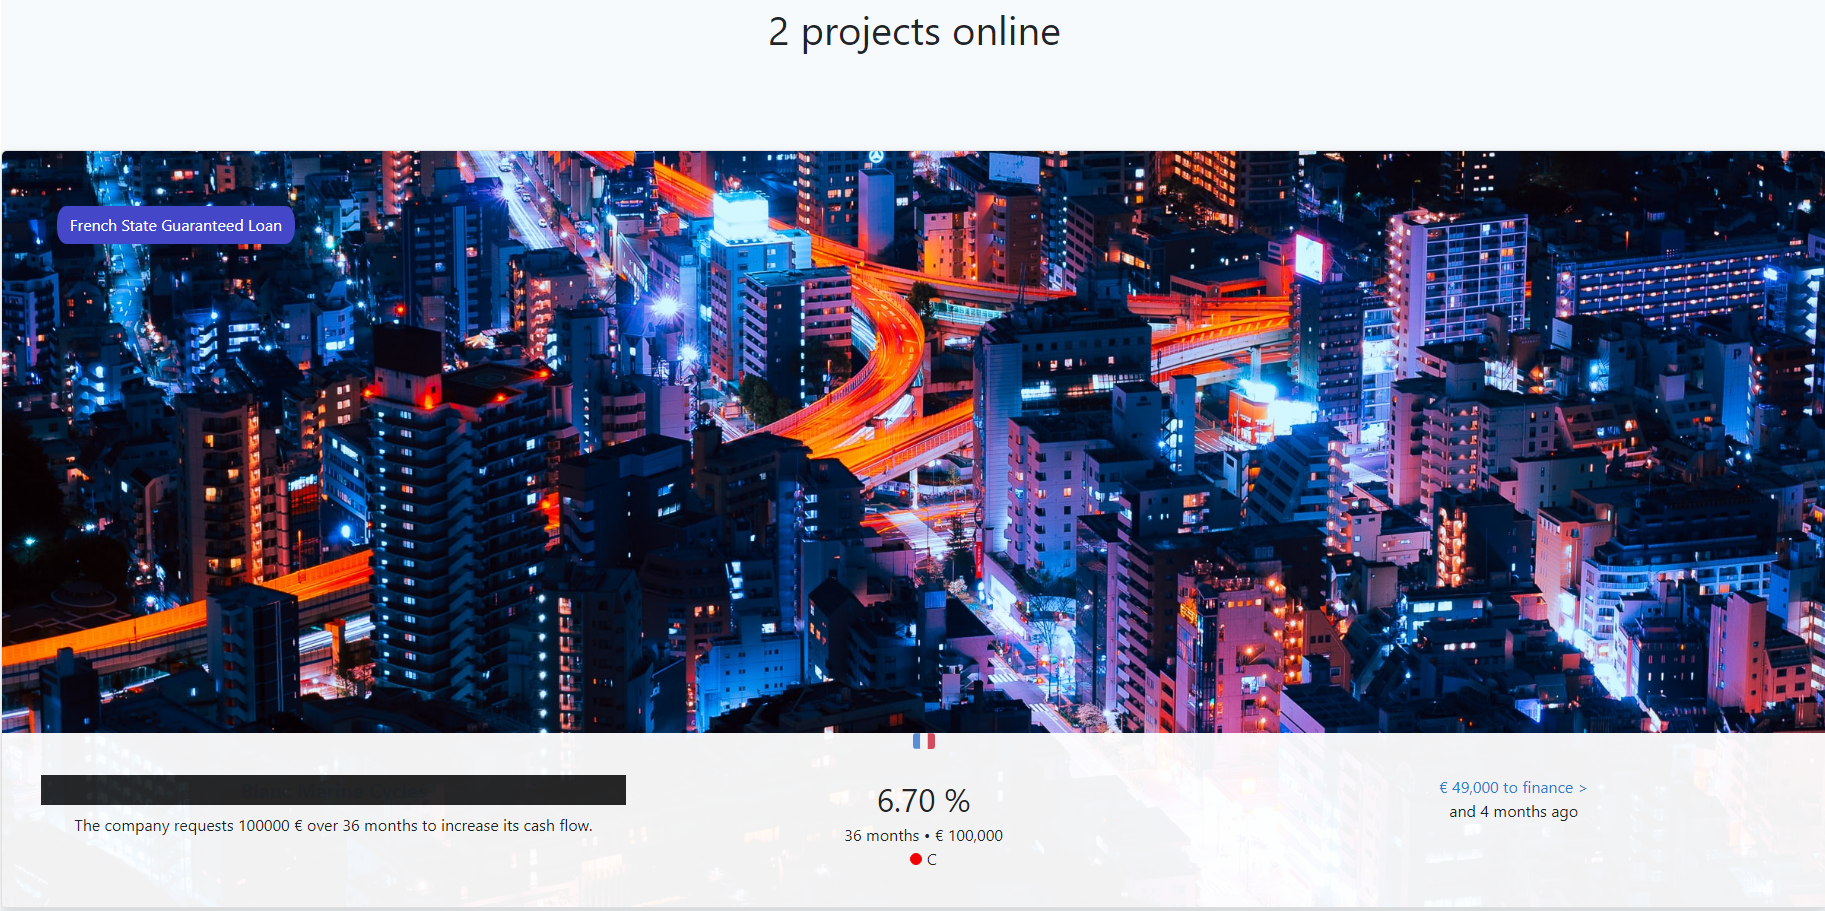 2 projects online
French State Guaranteed Loan
The company requests 100000 € over 36 months to increase its cash flow.
6.70 %
36 months • € 100,000
C
€ 49,000 to finance >
and 4 months ago